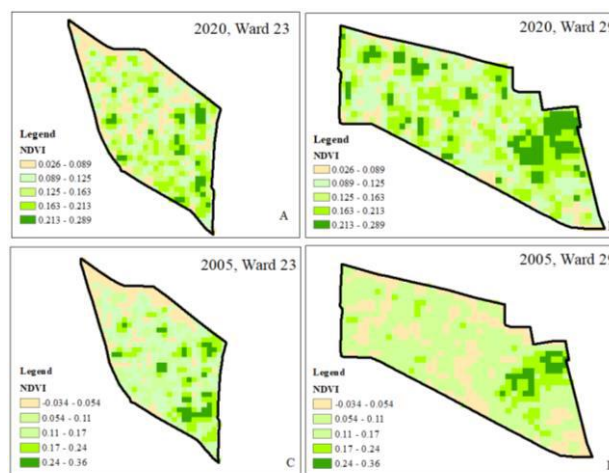 2020, Ward 23
Legend
NDVI
0.026 - 0.089
0.089 - 0.125
0.125 - 0.163
0.163 - 0.213
0.213 - 0.289
A
2020, Ward 29
Legend
NDVI
0.026 - 0.089
0.089 - 0.125
0.125 - 0.163
0.163 - 0.213
0.213 - 0.289
2005, Ward 23
Legend
NDVI
-0.034 - 0.054
0.054 - 0.11
0.11 - 0.17
0.17 - 0.24
0.24 - 0.36
C
2005, Ward 29
Legend
NDVI
-0.034 - 0.054
0.054 - 0.11
0.11 - 0.17
0.17 - 0.24
0.24 - 0.36